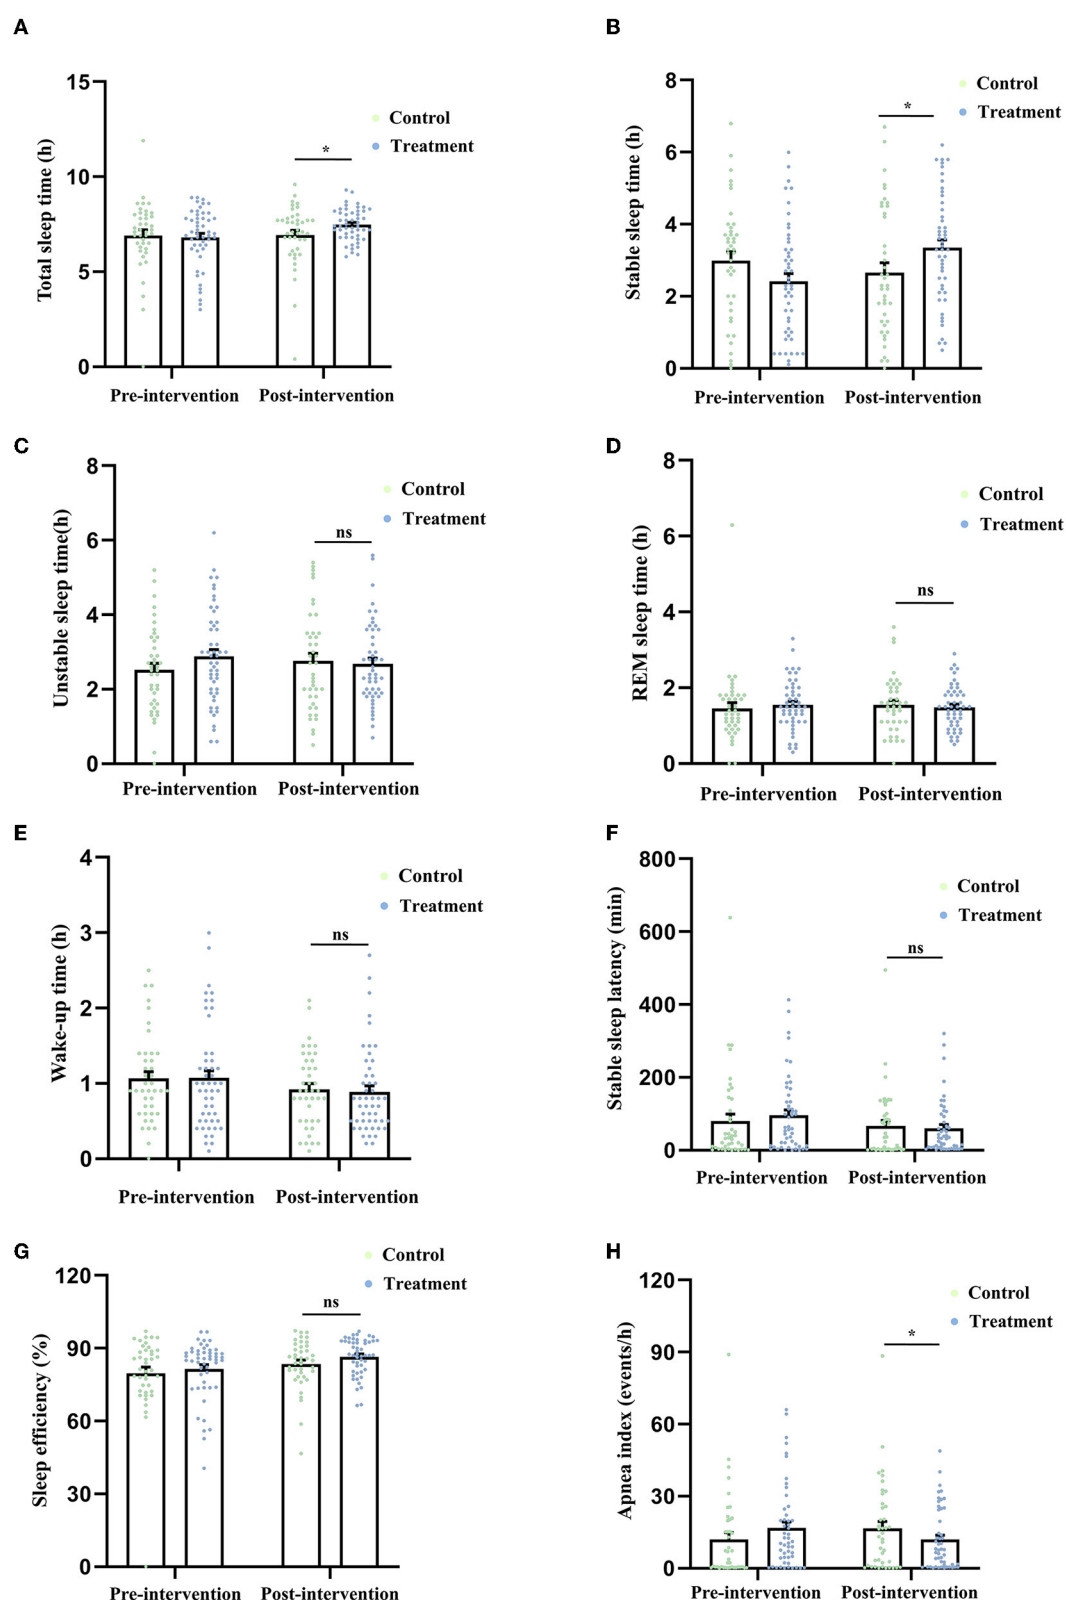 A
Total sleep time (h)
15
10
5
0
Control
Treatment
*
Pre-intervention Post-intervention
B
Stable sleep time (h)
8
6
4
2
0
Control
Treatment
*
Pre-intervention Post-intervention
C
Unstable sleep time(h)
8
6
4
2
0
Control
Treatment
ns
Pre-intervention Post-intervention
D
REM sleep time (h)
8
6
4
2
0
Control
Treatment
ns
Pre-intervention Post-intervention
E
Wake-up time (h)
4
3
2
1
0
Control
Treatment
ns
Pre-intervention Post-intervention
F
Stable sleep latency (min)
800
600
400
200
0
Control
Treatment
ns
Pre-intervention Post-intervention
G
Sleep efficiency (%)
120
90
60
30
0
Control
Treatment
ns
Pre-intervention Post-intervention
H
Apnea index (events/h)
120
90
60
30
0
Control
Treatment
*
Pre-intervention Post-intervention